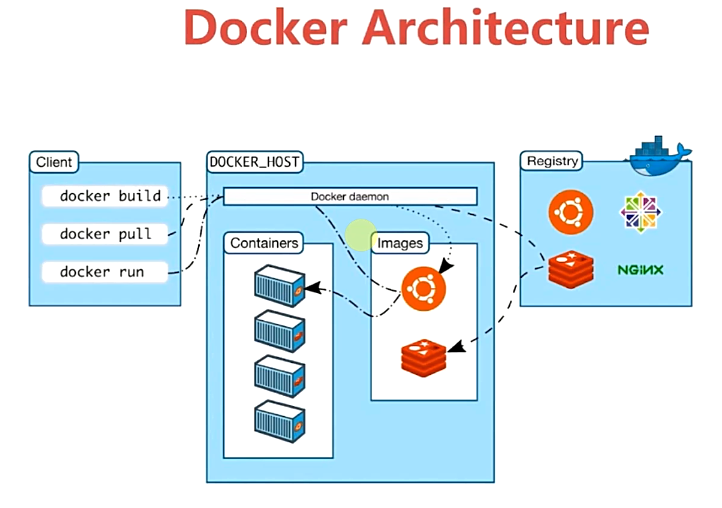 Docker Architecture
Client
docker build
docker pull
docker run
DOCKER_HOST
Docker daemon
Containers
Images
Registry
NGiNX